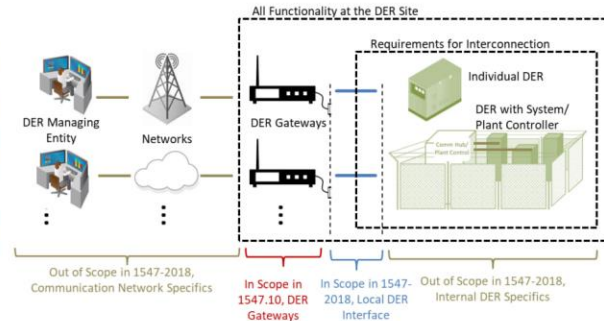 All Functionality at the DER Site
Requirements for Interconnection
Individual DER
DER with System/
Plant Controller
DER Managing
Entity
Networks
DER Gateways
Comm Hub/
Plant Control
Out of Scope in 1547-2018,
Communication Network Specifics
In Scope in
1547.10, DER
Gateways
In Scope in 1547-
2018, Local DER
Interface
Out of Scope in 1547-2018,
Internal DER Specifics